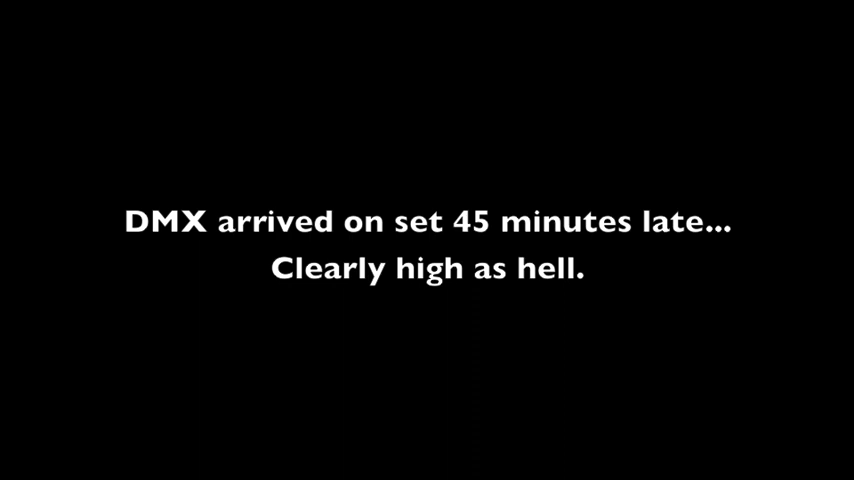 DMX arrived on set 45 minutes late...
Clearly high as hell.